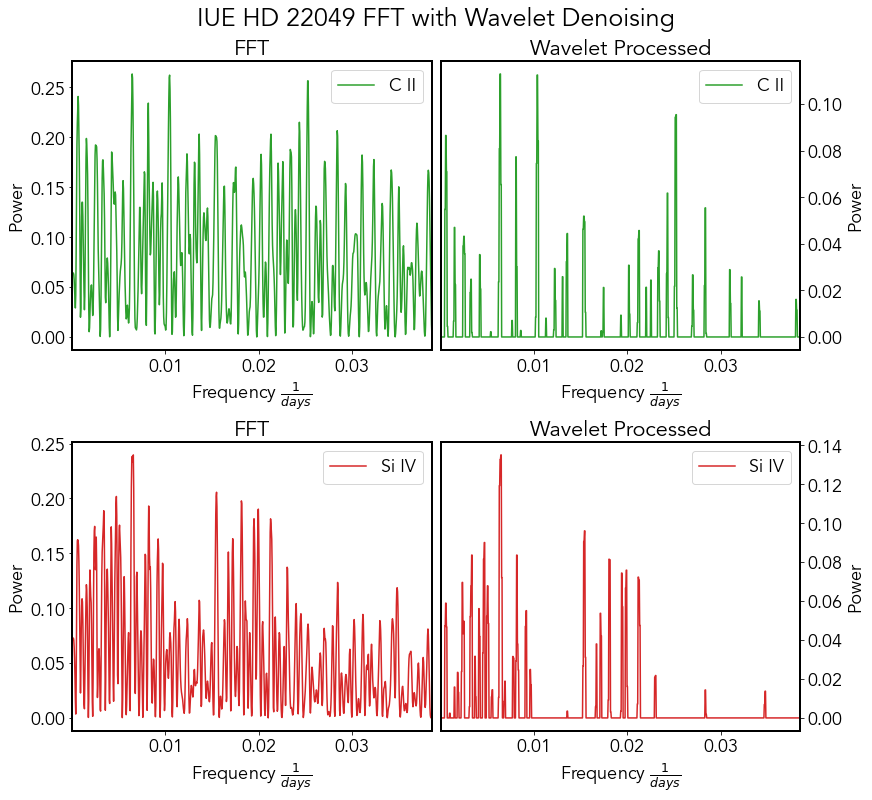 IUE HD 22049 FFT with Wavelet Denoising
FFT
Wavelet Processed
C II
C II
0.25
0.20
0.15
0.10
0.05
0.00
Power
0.10
0.08
0.06
0.04
0.02
0.00
Power
0.01 0.02 0.03
0.01 0.02 0.03
Frequency 1/days
Frequency 1/days
FFT
Wavelet Processed
Si IV
Si IV
0.25
0.20
0.15
0.10
0.05
0.00
Power
0.14
0.12
0.10
0.08
0.06
0.04
0.02
0.00
Power
0.01 0.02 0.03
0.01 0.02 0.03
Frequency 1/days
Frequency 1/days